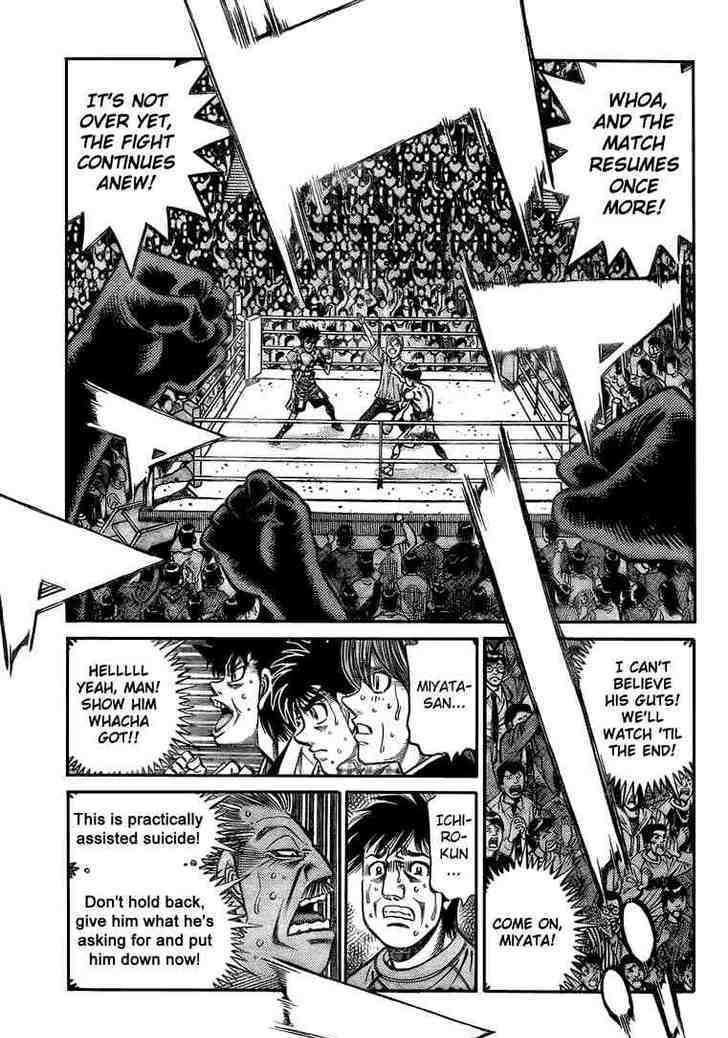 WHOA,
AND THE
MATCH
RESUMES
ONCE
MORE!
IT'S NOT
OVER YET,
THE FIGHT
CONTINUES
ANEW!
I CAN'T
BELIEVE
HIS GUTS!
WE'LL
WATCH 'TIL
THE END!
COME ON,
MIYATA!
MIYATA-
SAN...
HELLLLL
YEAH, MAN!
SHOW HIM
WHACHA
GOT!!
ICHI-
RO-
KUN
...
This is practically
assisted suicide!
Don't hold back,
give him what he's
asking for and put
him down now!